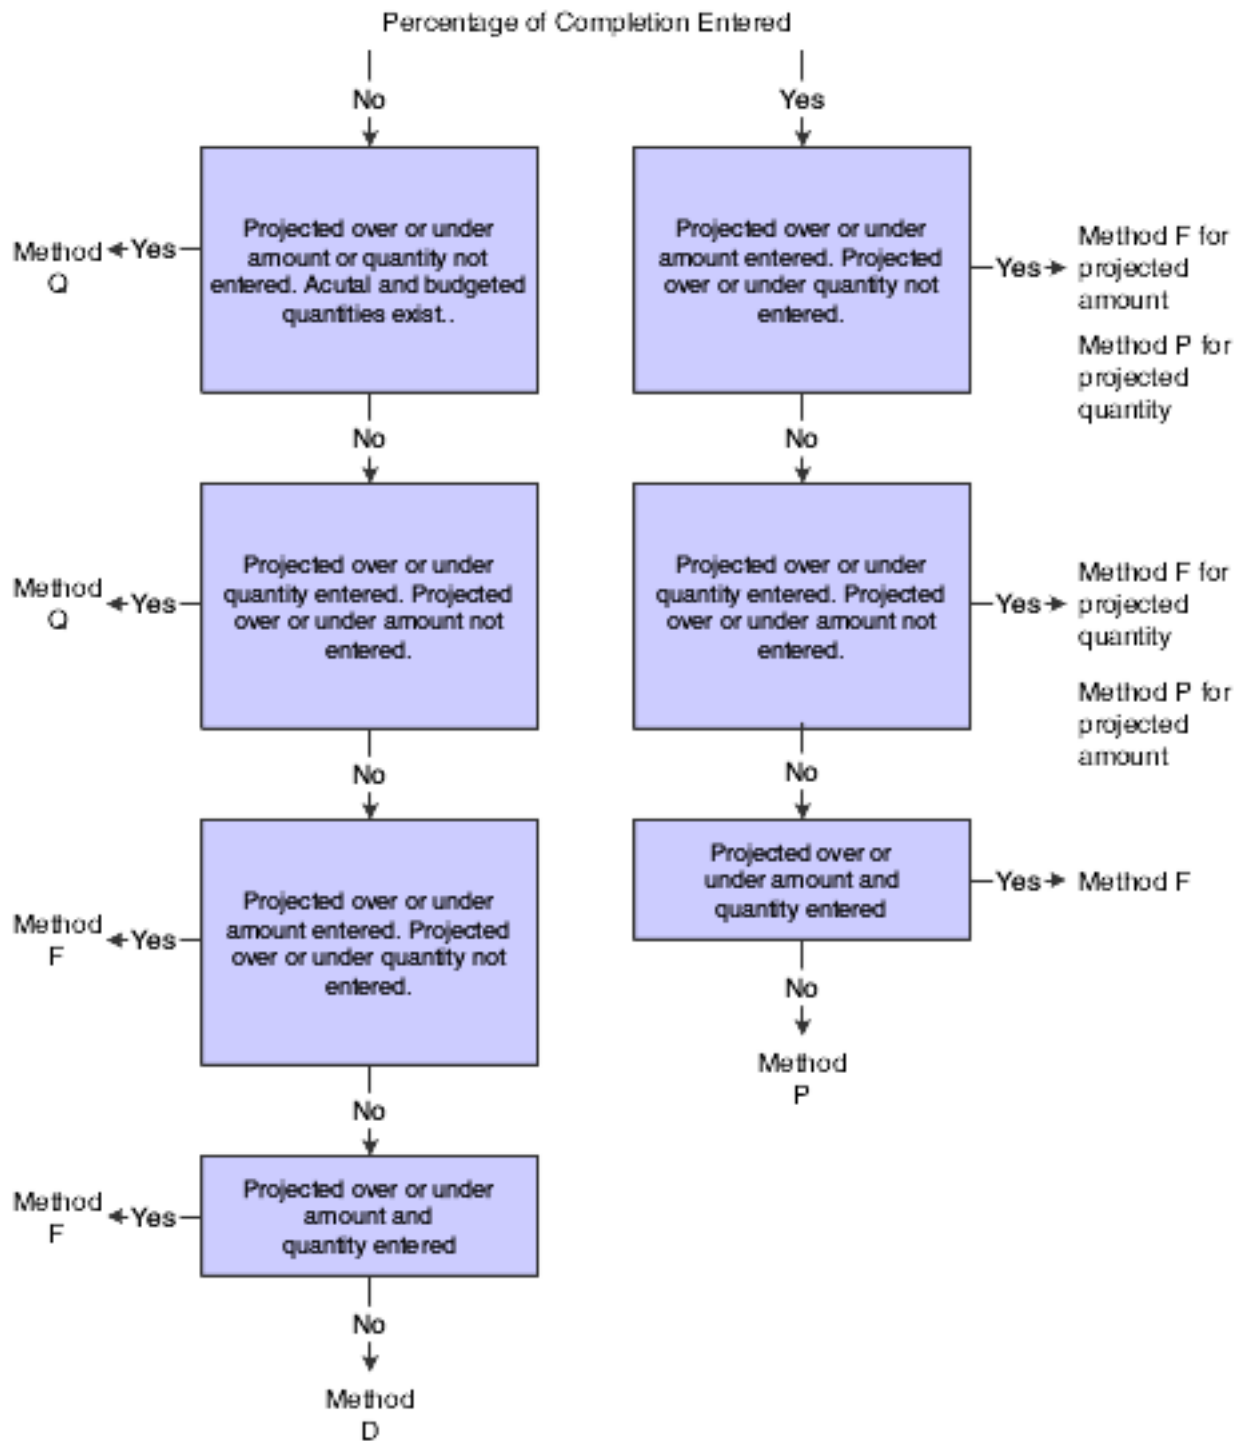 Percentage of Completion Entered
No
Yes
Projected over or under
amount or quantity not
entered. Acutal and budgeted
quantities exist..
Yes
Method
Q
Projected over or under
amount entered. Projected
over or under quantity not
entered.
Yes
Method F for
projected
amount
Method P for
projected
quantity
No
No
Projected over or under
quantity entered. Projected
over or under amount not
entered.
Yes
Method
Q
Projected over or under
quantity entered. Projected
over or under amount not
entered.
Yes
Method F for
projected
quantity
Method P for
projected
amount
No
No
Projected over or under
amount entered. Projected
over or under quantity not
entered.
Yes
Method
F
Projected over or
under amount and
quantity entered
Yes
Method F
No
Method
P
No
Projected over or under
amount and
quantity entered
Yes
Method
F
No
Method
D